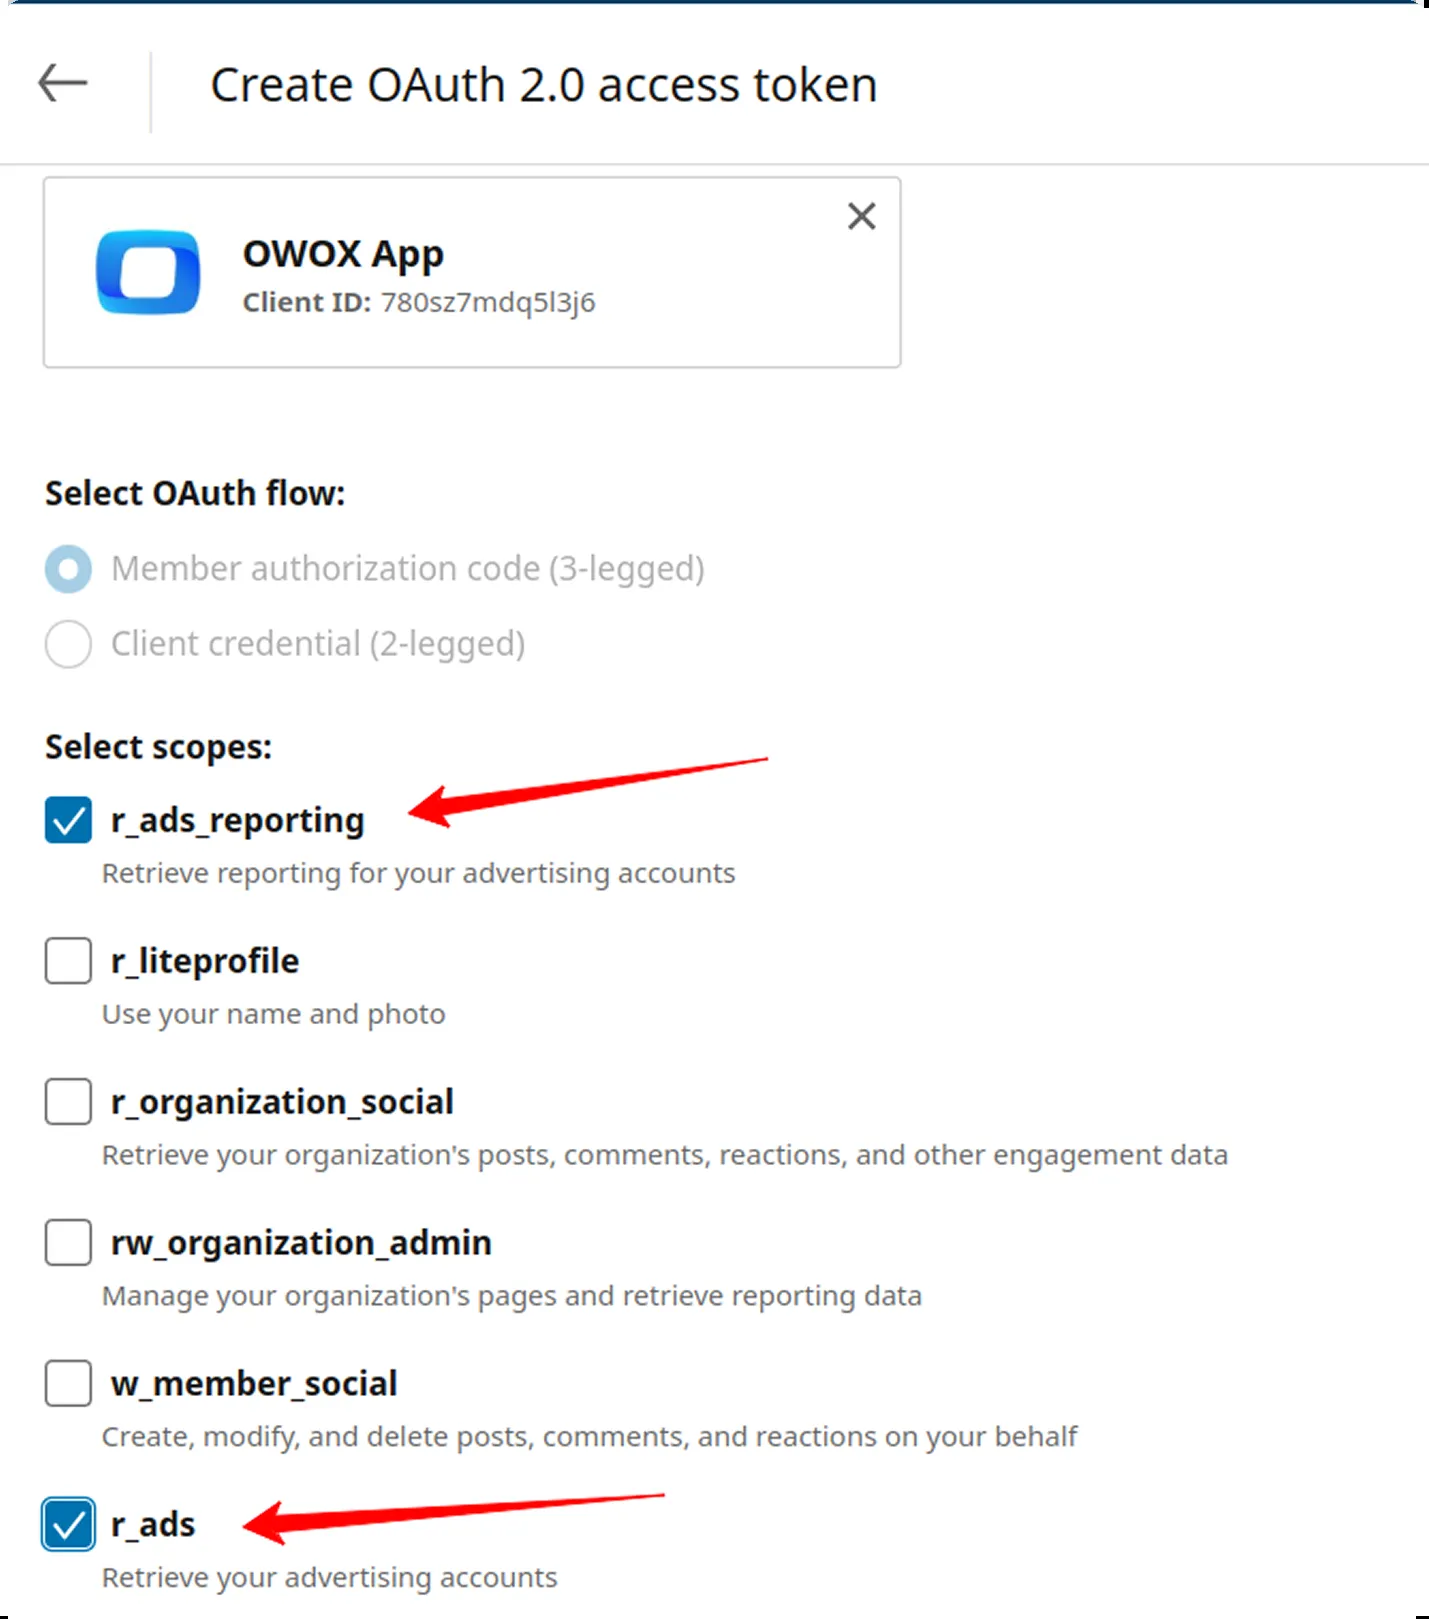 Create OAuth 2.0 access token
OWOX App
Client ID: 780sz7mdq5l3j6
Select OAuth flow:
Member authorization code (3-legged)
Client credential (2-legged)
Select scopes:
r_ads_reporting
Retrieve reporting for your advertising accounts
r_liteprofile
Use your name and photo
r_organization_social
Retrieve your organization's posts, comments, reactions, and other engagement data
rw_organization_admin
Manage your organization's pages and retrieve reporting data
w_member_social
Create, modify, and delete posts, comments, and reactions on your behalf
r_ads
Retrieve your advertising accounts